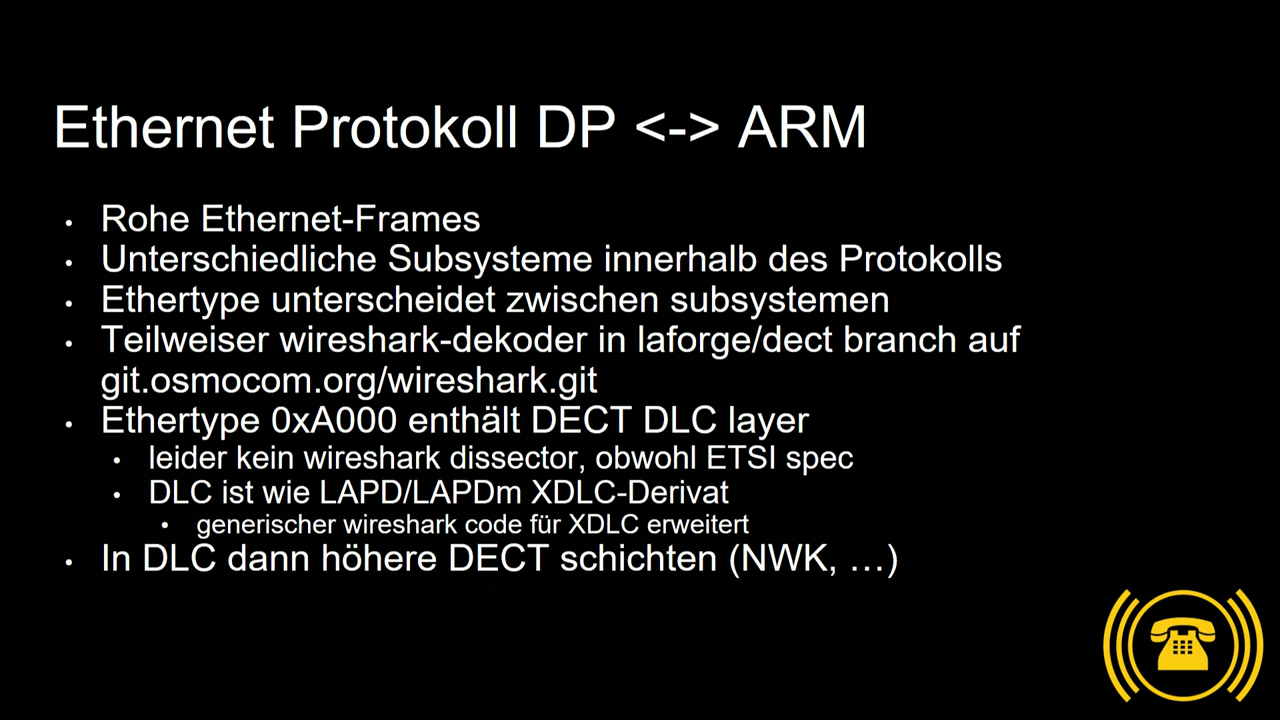 Ethernet Protokoll DP <-> ARM
• Rohe Ethernet-Frames
• Unterschiedliche Subsysteme innerhalb des Protokolls
• Ethertype unterscheidet zwischen subsystemen
• Teilweiser wireshark-dekoder in laforge/dect branch auf
git.osmocom.org/wireshark.git
• Ethertype 0xA000 enthält DECT DLC layer
• leider kein wireshark dissector, obwohl ETSI spec
• DLC ist wie LAPD/LAPDm XDLC-Derivat
• generischer wireshark code für XDLC erweitert
• In DLC dann höhere DECT schichten (NWK, …)